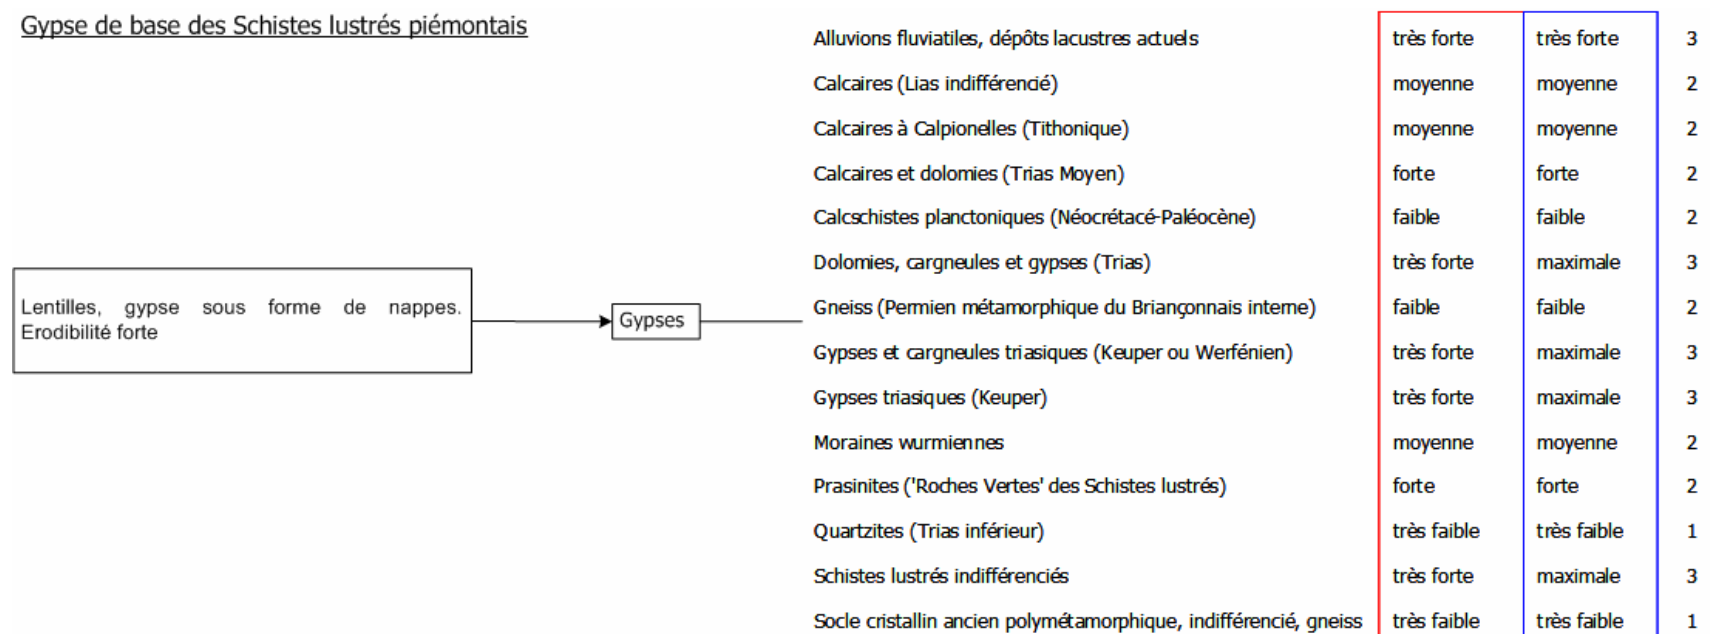 Gypse de base des Schistes lustrés piémontais
Lentilles, gypse sous forme de nappes.
Erodibilité forte
Gypses
Alluvions fluviatiles, dépôts lacustres actuels très forte très forte 3
Calcaires (Lias indifférencié) moyenne moyenne 2
Calcaires à Calpionelles (Tithonique) moyenne moyenne 2
Calcaires et dolomies (Trias Moyen) forte forte 2
Calcschistes planctoniques (Néocrétacé-Paléocène) faible faible 2
Dolomies, cargneules et gypses (Trias) très forte maximale 3
Gneiss (Permien métamorphique du Briançonnais interne) faible faible 2
Gypses et cargneules triasiques (Keuper ou Werfénien) très forte maximale 3
Gypses triasiques (Keuper) très forte maximale 3
Moraines wurmiennes moyenne moyenne 2
Prasinites ('Roches Vertes' des Schistes lustrés) forte forte 2
Quartzites (Trias inférieur) très faible très faible 1
Schistes lustrés indifférenciés très forte maximale 3
Socle cristallin ancien polymétamorphique, indifférencié, gneiss très faible très faible 1